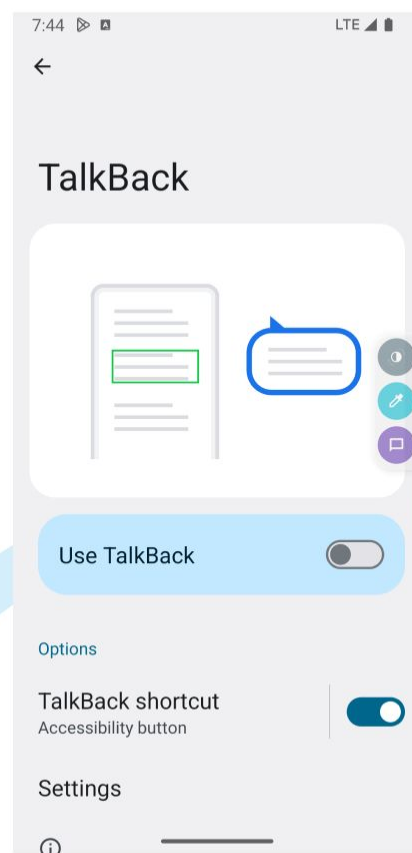 7:44 LTE
TalkBack
Use TalkBack
Options
TalkBack shortcut
Accessibility button
Settings